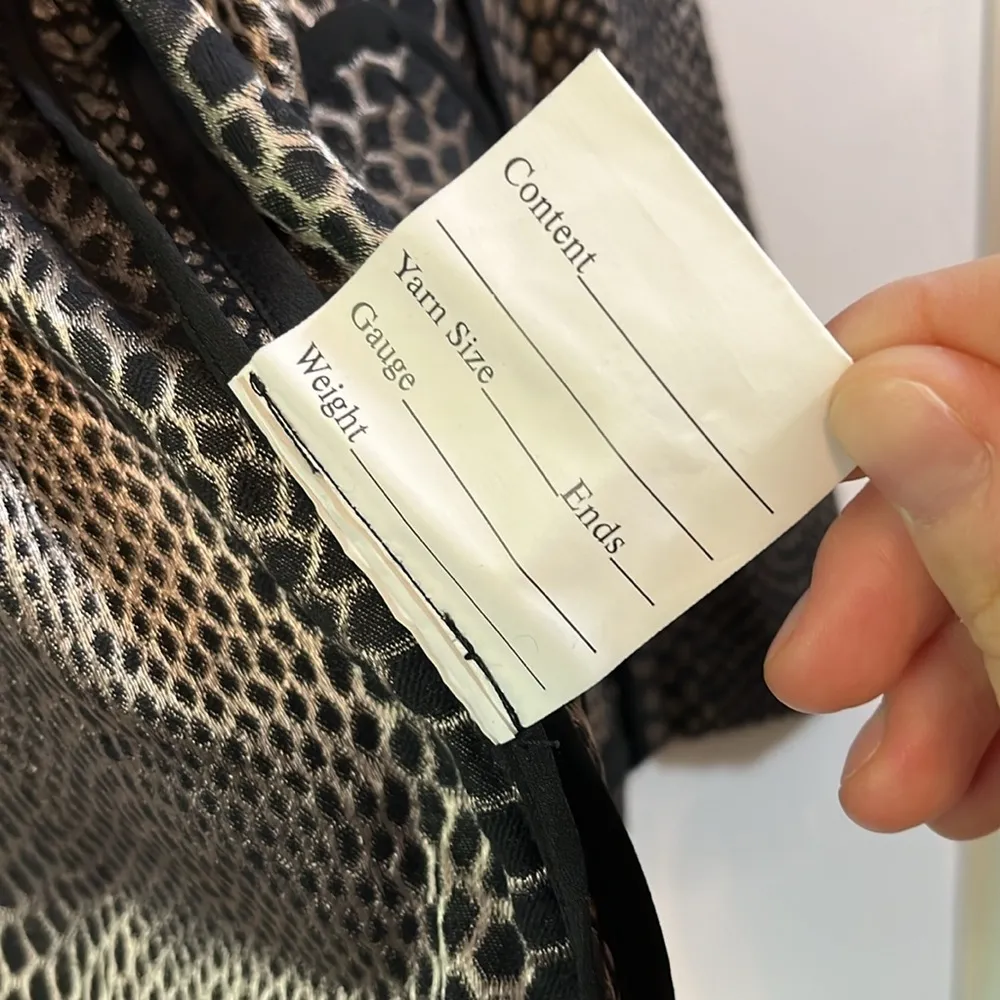 Content
Yarn Size Ends
Gauge
Weight